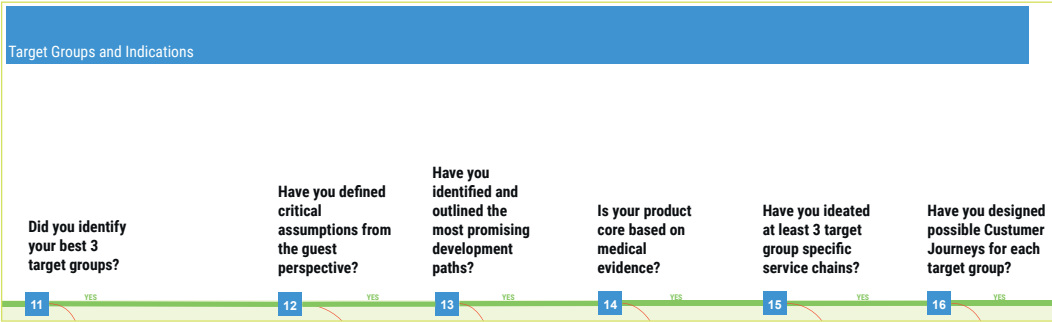 Target Groups and Indications
Did you identify
your best 3
target groups?
Have you defined
critical
assumptions from
the guest
perspective?
Have you
identified and
outlined the
most promising
development
paths?
Is your product
core based on
medical
evidence?
Have you ideated
at least 3 target
group specific
service chains?
Have you designed
possible Custumer
Journeys for each
target group?
11
YES
12
YES
13
YES
14
YES
15
YES
16
YES